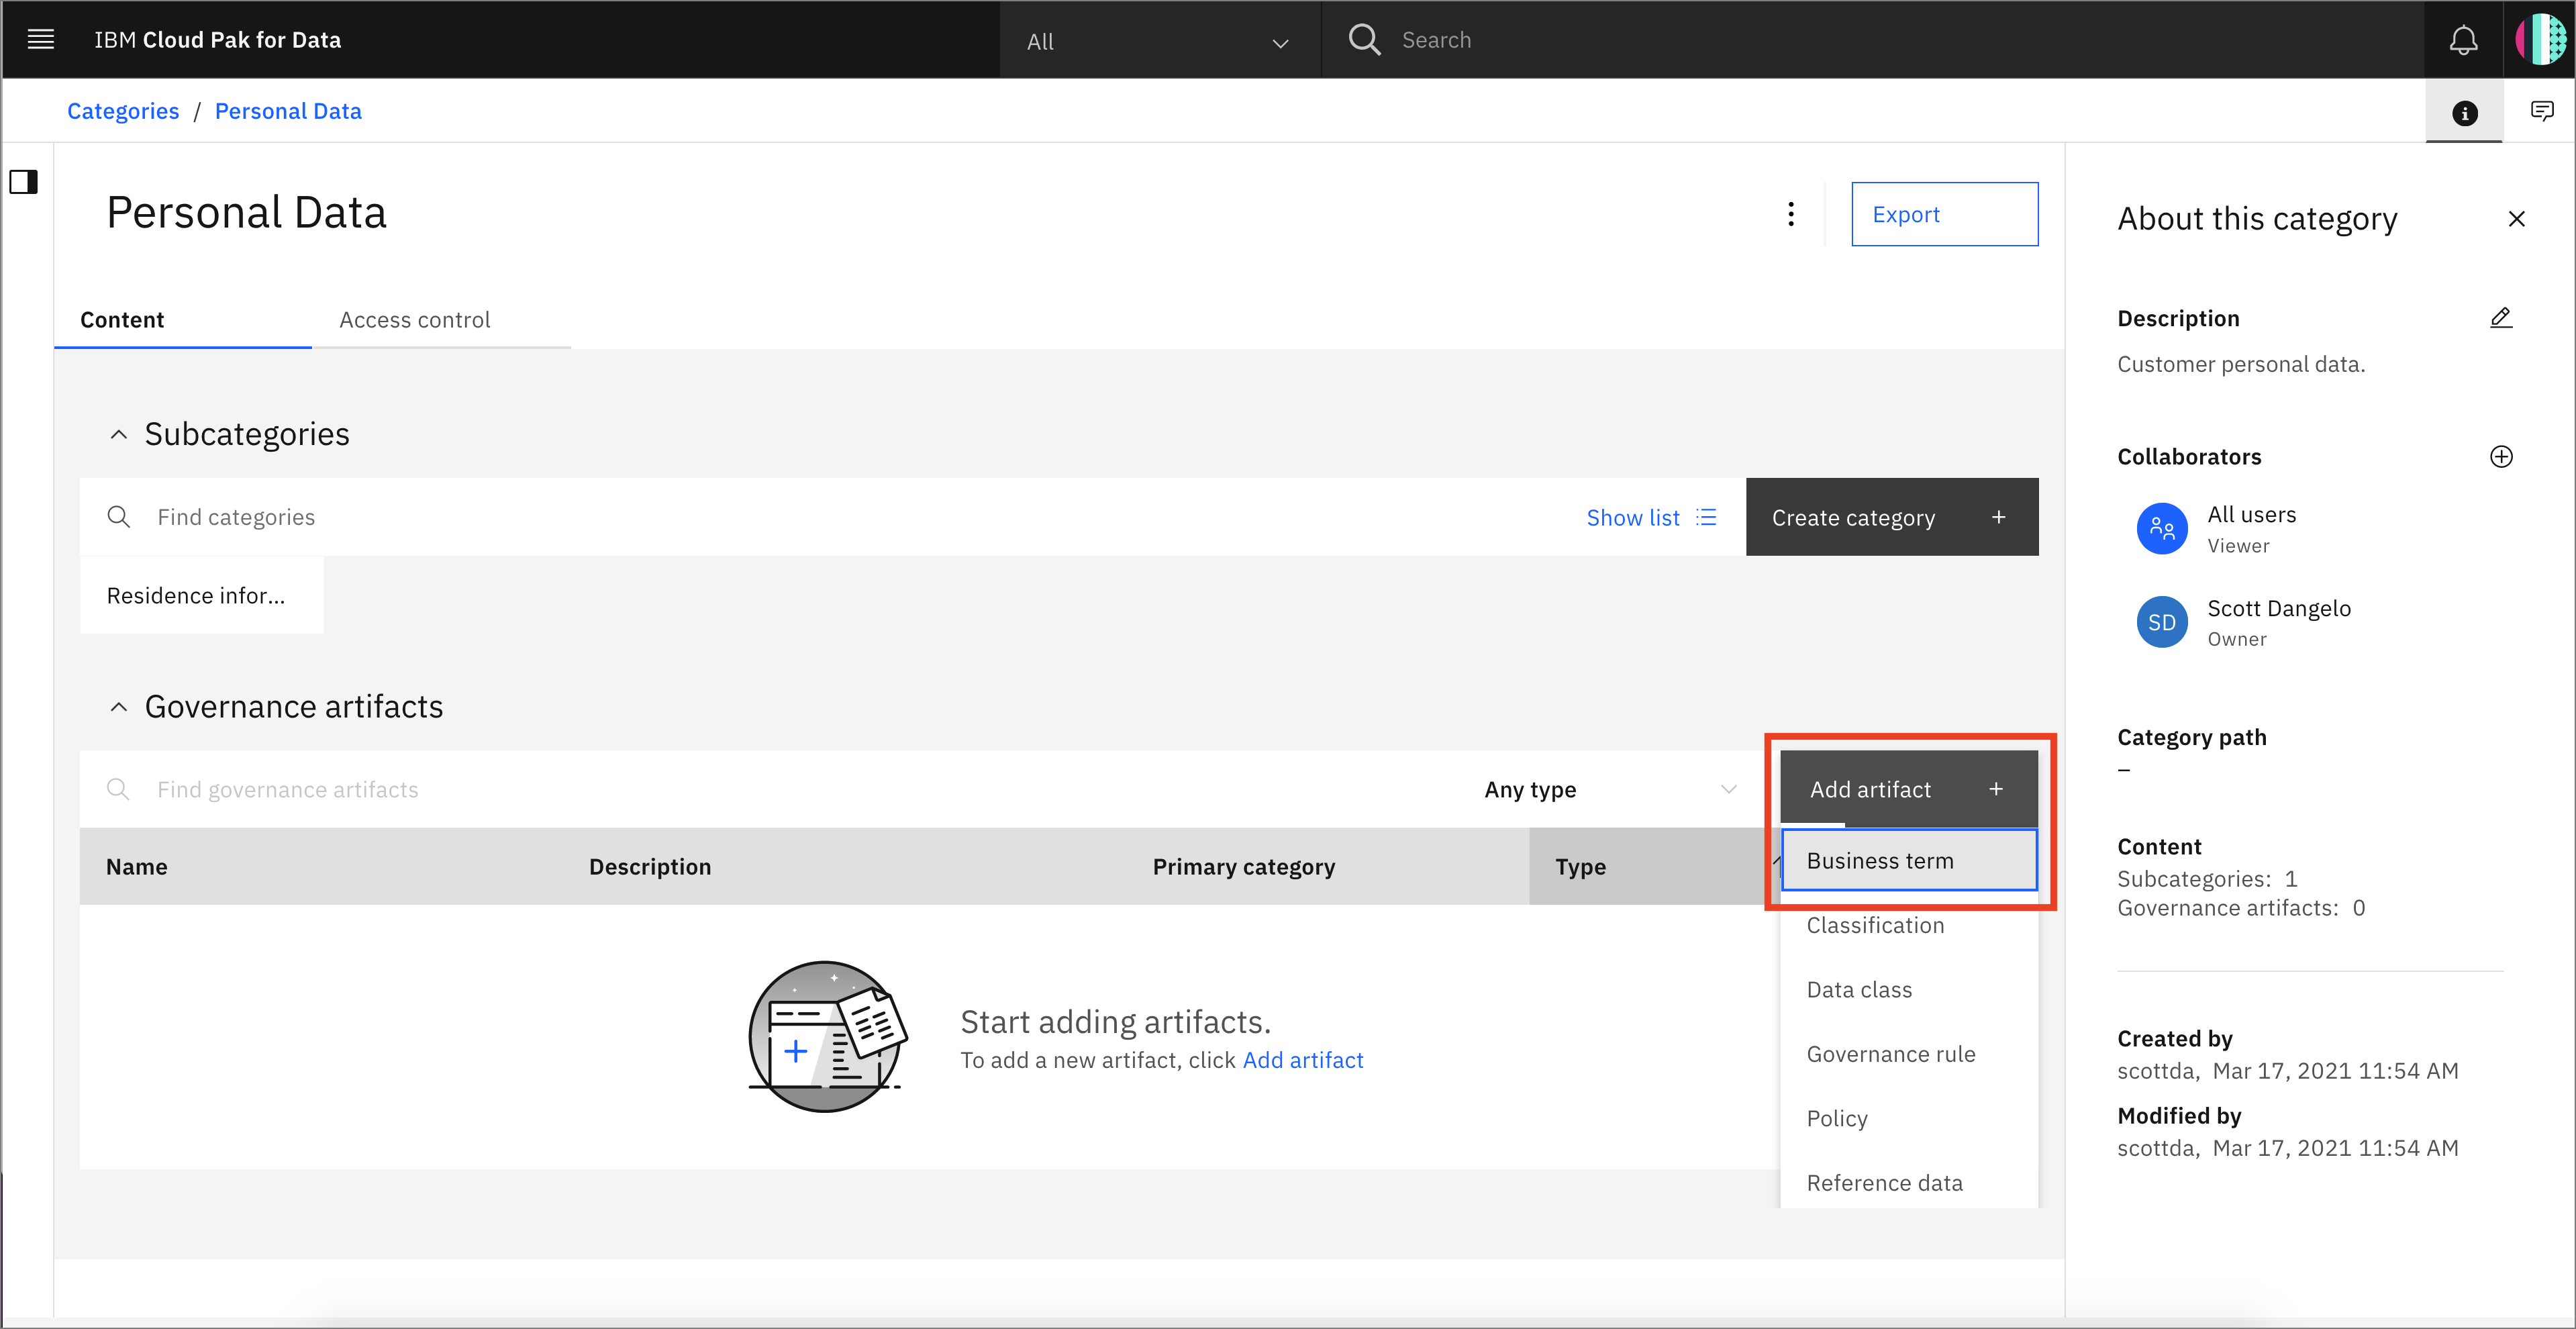 IBM Cloud Pak for Data
All
Search
Categories / Personal Data
Personal Data
Export
Content
Access control
Subcategories
Find categories
Show list
Create category +
Residence infor...
Governance artifacts
Find governance artifacts
Any type
Add artifact +
Name
Description
Primary category
Type
Business term
Classification
Data class
Governance rule
Policy
Reference data
Start adding artifacts.
To add a new artifact, click Add artifact
About this category
Description
Customer personal data.
Collaborators
All users
Viewer
SD
Scott Dangelo
Owner
Category path
–
Content
Subcategories: 1
Governance artifacts: 0
Created by
scottda, Mar 17, 2021 11:54 AM
Modified by
scottda, Mar 17, 2021 11:54 AM